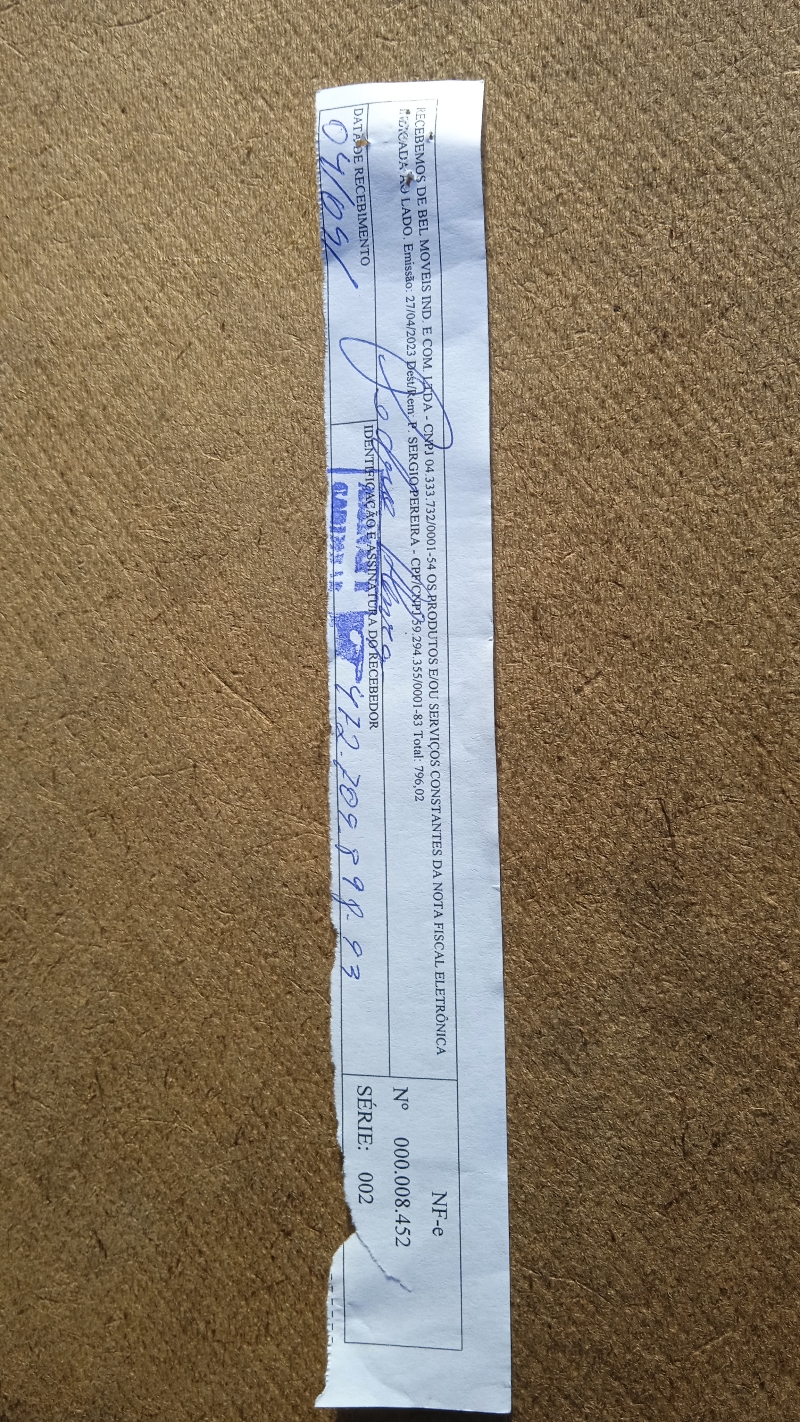 RECEBEMOS DE BEL MOVEIS IND. E COM. LTDA - CNPJ 04.333.732/0001-54 OS PRODUTOS E/OU SERVIÇOS CONSTANTES DA NOTA FISCAL ELETRÔNICA
INDICADA AO LADO. Emissão: 27/04/2023 Dest/Rem: P. SERGIO PEREIRA - CPF/CNPJ 59.294.355/0001-83 Total: 796,02
DATA DE RECEBIMENTO
IDENTIFICAÇÃO E ASSINATURA DO RECEBEDOR
NF-e
Nº 000.008.452
SÉRIE: 002